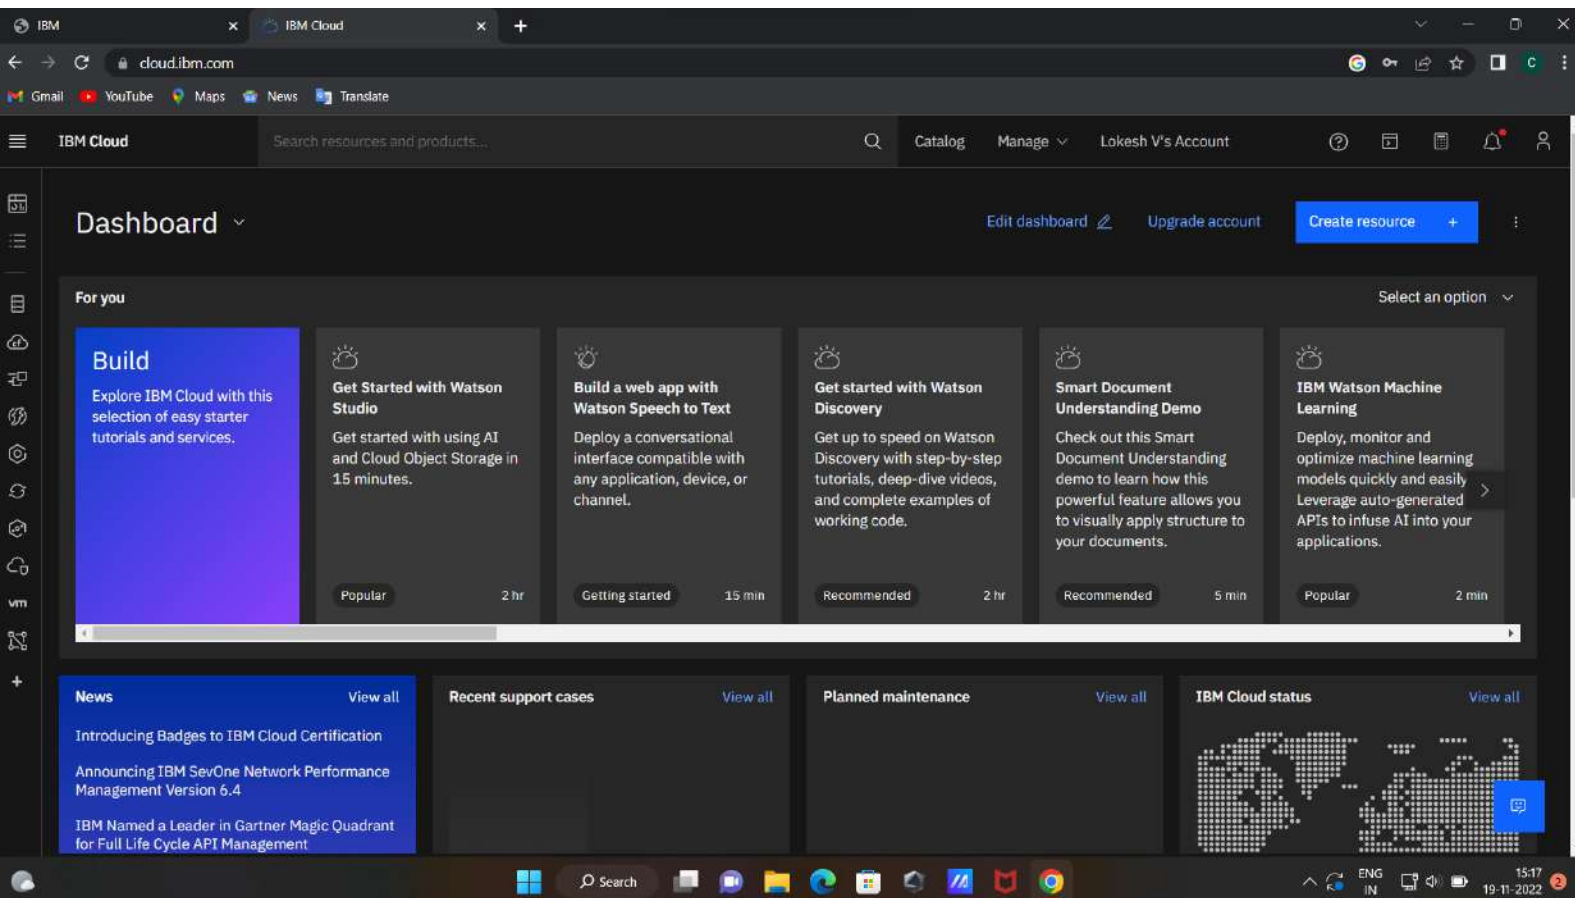 IBM
IBM Cloud
cloud.ibm.com
C
Gmail
YouTube
Maps
News
Translate
IBM Cloud
Search resources and products...
Catalog
Manage
Lokesh V's Account
Dashboard
Edit dashboard
Upgrade account
Create resource +
For you
Select an option
Build
Explore IBM Cloud with this
selection of easy starter
tutorials and services.
Get Started with Watson
Studio
Get started with using AI
and Cloud Object Storage in
15 minutes.
Popular
2 hr
Build a web app with
Watson Speech to Text
Deploy a conversational
interface compatible with
any application, device, or
channel.
Getting started
15 min
Get started with Watson
Discovery
Get up to speed on Watson
Discovery with step-by-step
tutorials, deep-dive videos,
and complete examples of
working code.
Recommended
2 hr
Smart Document
Understanding Demo
Check out this Smart
Document Understanding
demo to learn how this
powerful feature allows you
to visually apply structure to
your documents.
Recommended
5 min
IBM Watson Machine
Learning
Deploy, monitor and
optimize machine learning
models quickly and easily
Leverage auto-generated
APIs to infuse AI into your
applications.
Popular
2 min
vm
News
View all
Introducing Badges to IBM Cloud Certification
Announcing IBM SevOne Network Performance
Management Version 6.4
IBM Named a Leader in Gartner Magic Quadrant
for Full Life Cycle API Management
Recent support cases
View all
Planned maintenance
View all
IBM Cloud status
View all
Search
ENG
IN
15:17
19-11-2022
2